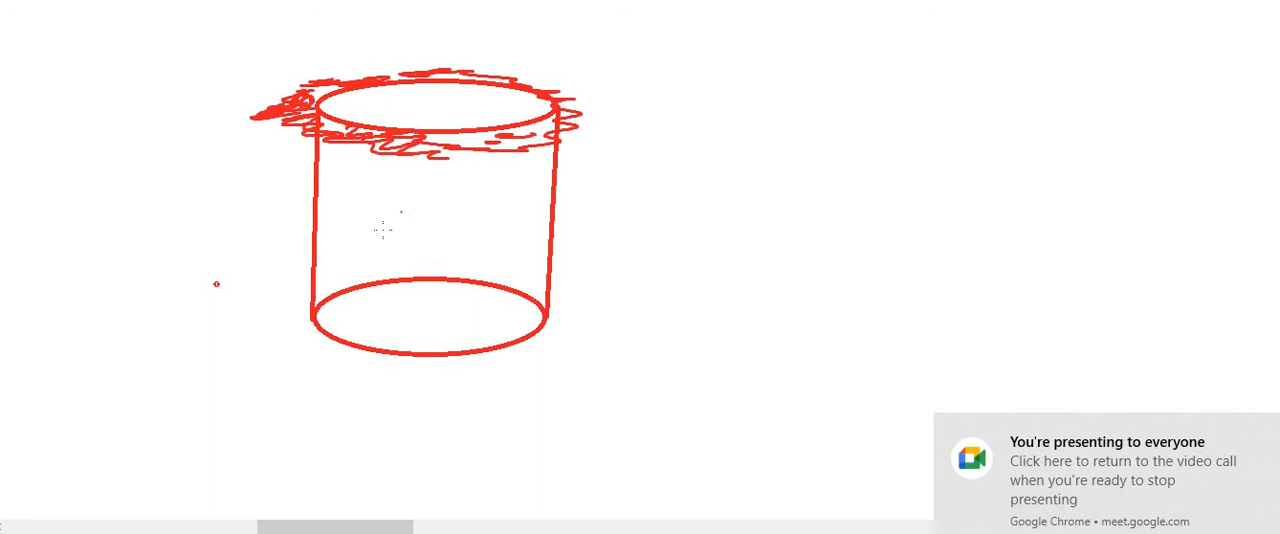 You're presenting to everyone
Click here to return to the video call
when you're ready to stop
presenting
Google Chrome • meet.google.com